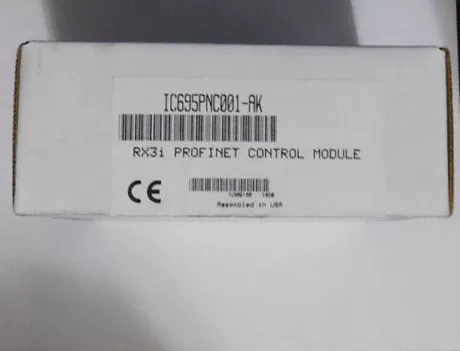 IC695PNC001-AK
RX3i PROFINET CONTROL MODULE
CE
Assembled in USA